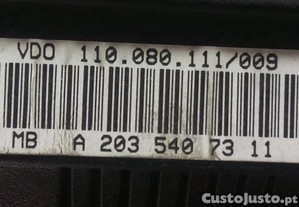 VDO 110.080.111/009
MB A 203 540 73 11
CustoJusto.pt